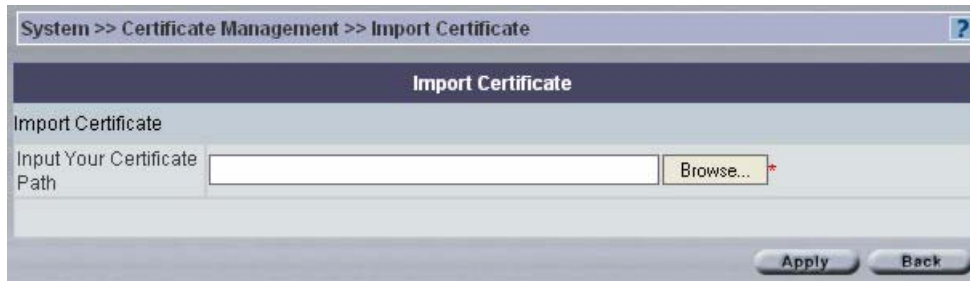 System >> Certificate Management >> Import Certificate ?
Import Certificate
Import Certificate
Input Your Certificate
Path
Browse... *
Apply Back